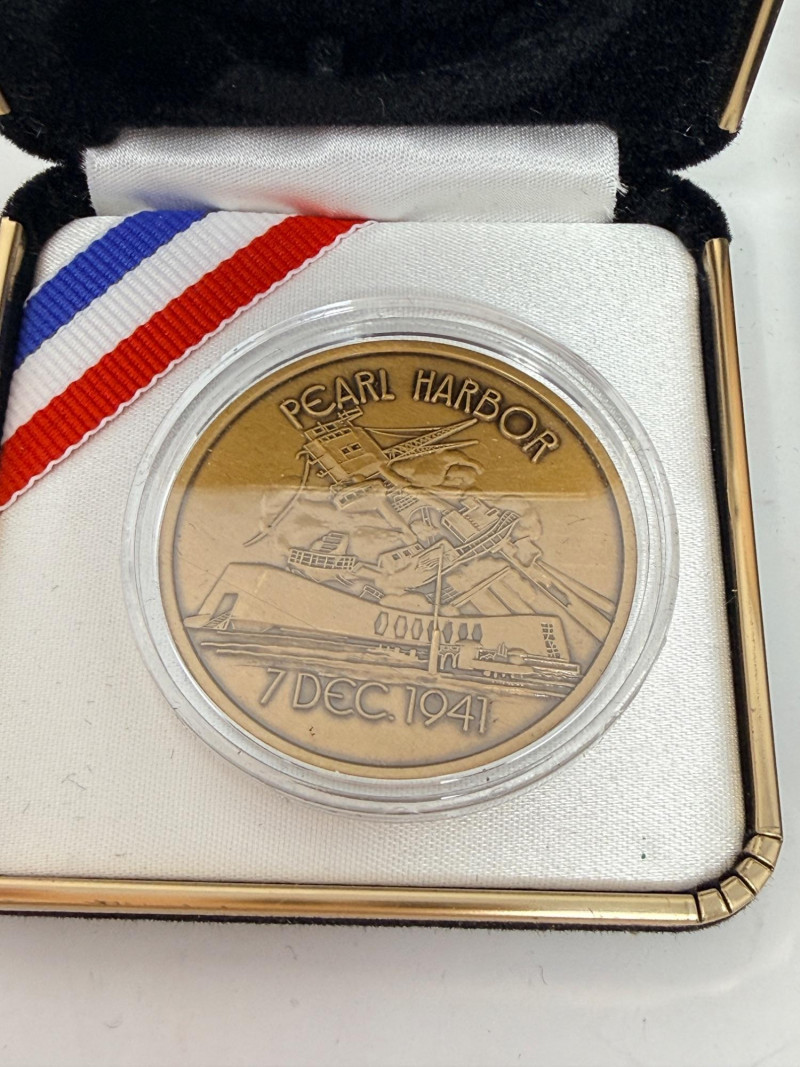 PEARL HARBOR
7 DEC. 1941